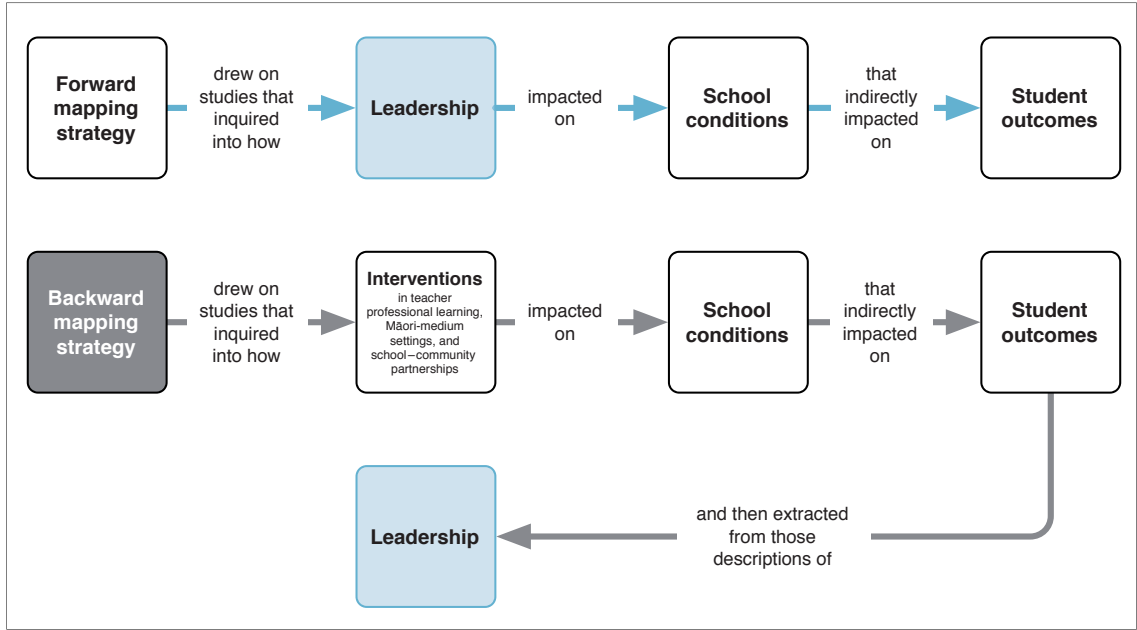 Forward
mapping
strategy
drew on
studies that
inquired
into how
Leadership
impacted
on
School
conditions
that
indirectly
impacted
on
Student
outcomes
Backward
mapping
strategy
drew on
studies that
inquired
into how
Interventions
in teacher
professional learning,
Māori-medium
settings, and
school–community
partnerships
impacted
on
School
conditions
that
indirectly
impacted
on
Student
outcomes
Leadership
and then extracted
from those
descriptions of